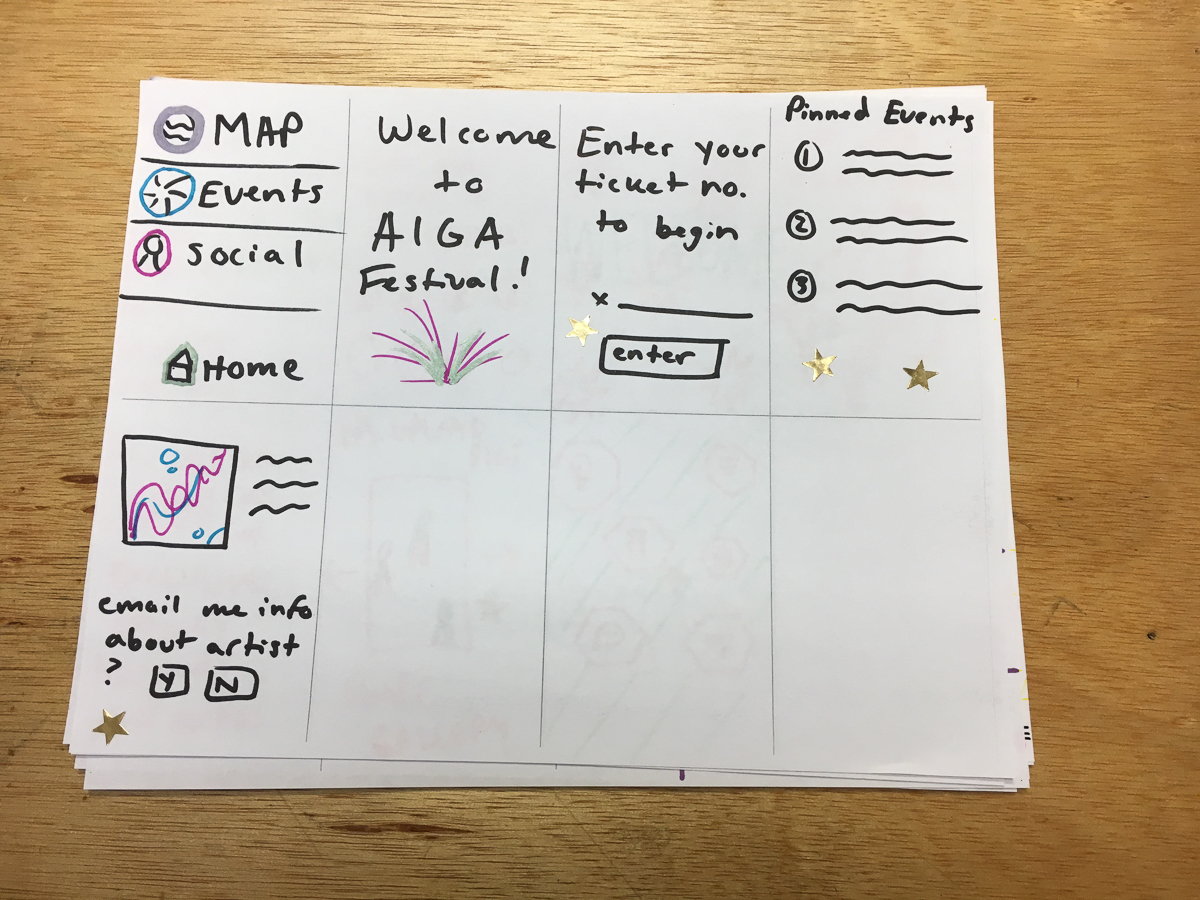 MAP
Events
Social
Home
Welcome
to
AIGA
Festival!
Enter your
ticket no.
to begin
x
enter
Pinned Events
1
2
3
email me info
about artist
?
Y N